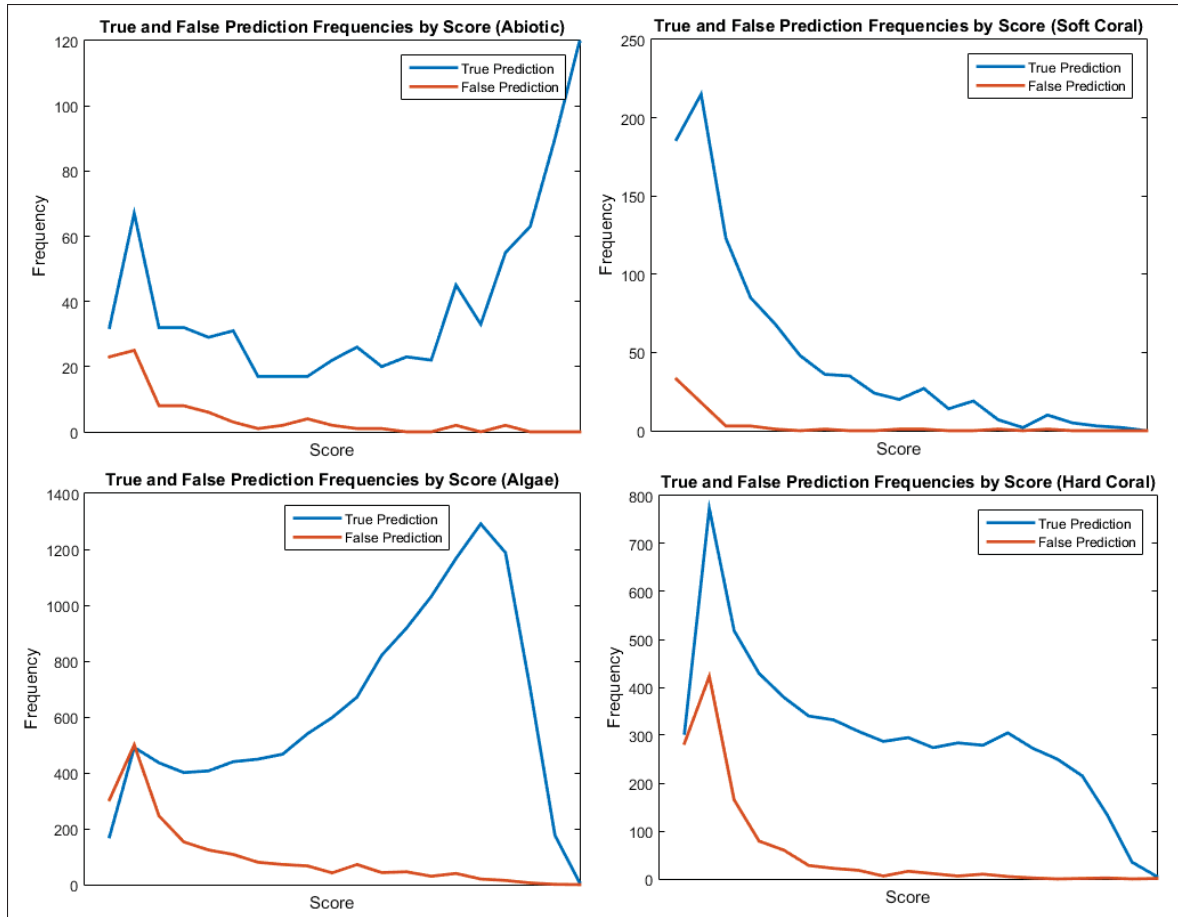 True and False Prediction Frequencies by Score (Abiotic)
120
100
80
60
40
20
0
Frequency
Score
True Prediction
False Prediction
True and False Prediction Frequencies by Score (Soft Coral)
250
200
150
100
50
0
Frequency
Score
True Prediction
False Prediction
True and False Prediction Frequencies by Score (Algae)
1400
1200
1000
800
600
400
200
0
Frequency
Score
True Prediction
False Prediction
True and False Prediction Frequencies by Score (Hard Coral)
800
700
600
500
400
300
200
100
0
Frequency
Score
True Prediction
False Prediction